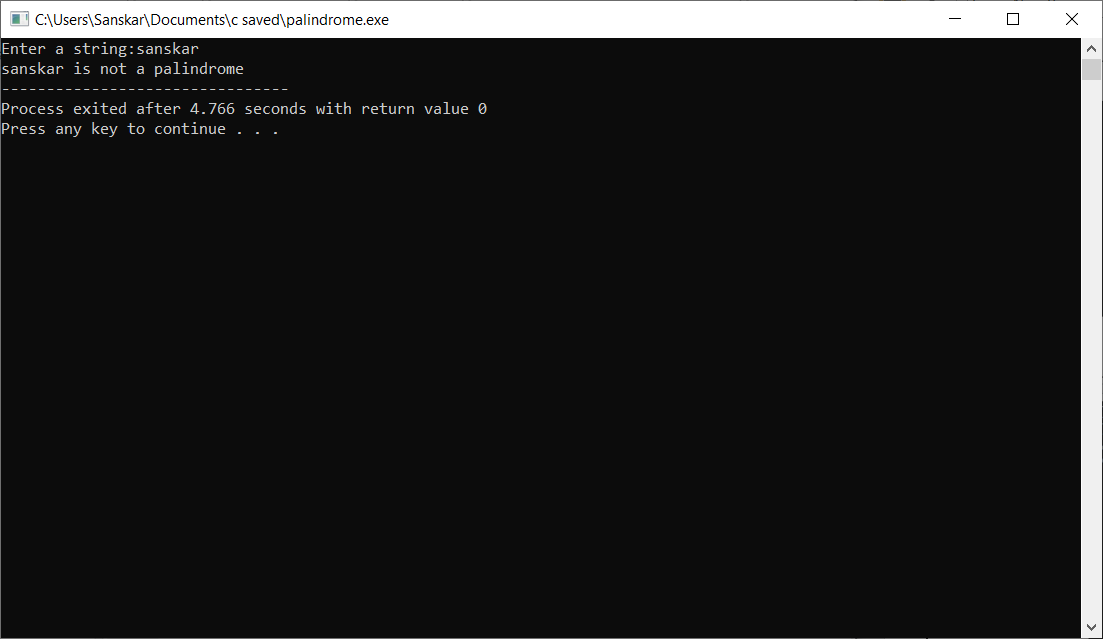 C:\Users\Sanskar\Documents\c saved\palindrome.exe
Enter a string:sanskar
sanskar is not a palindrome
--------------------------------
Process exited after 4.766 seconds with return value 0
Press any key to continue . . .